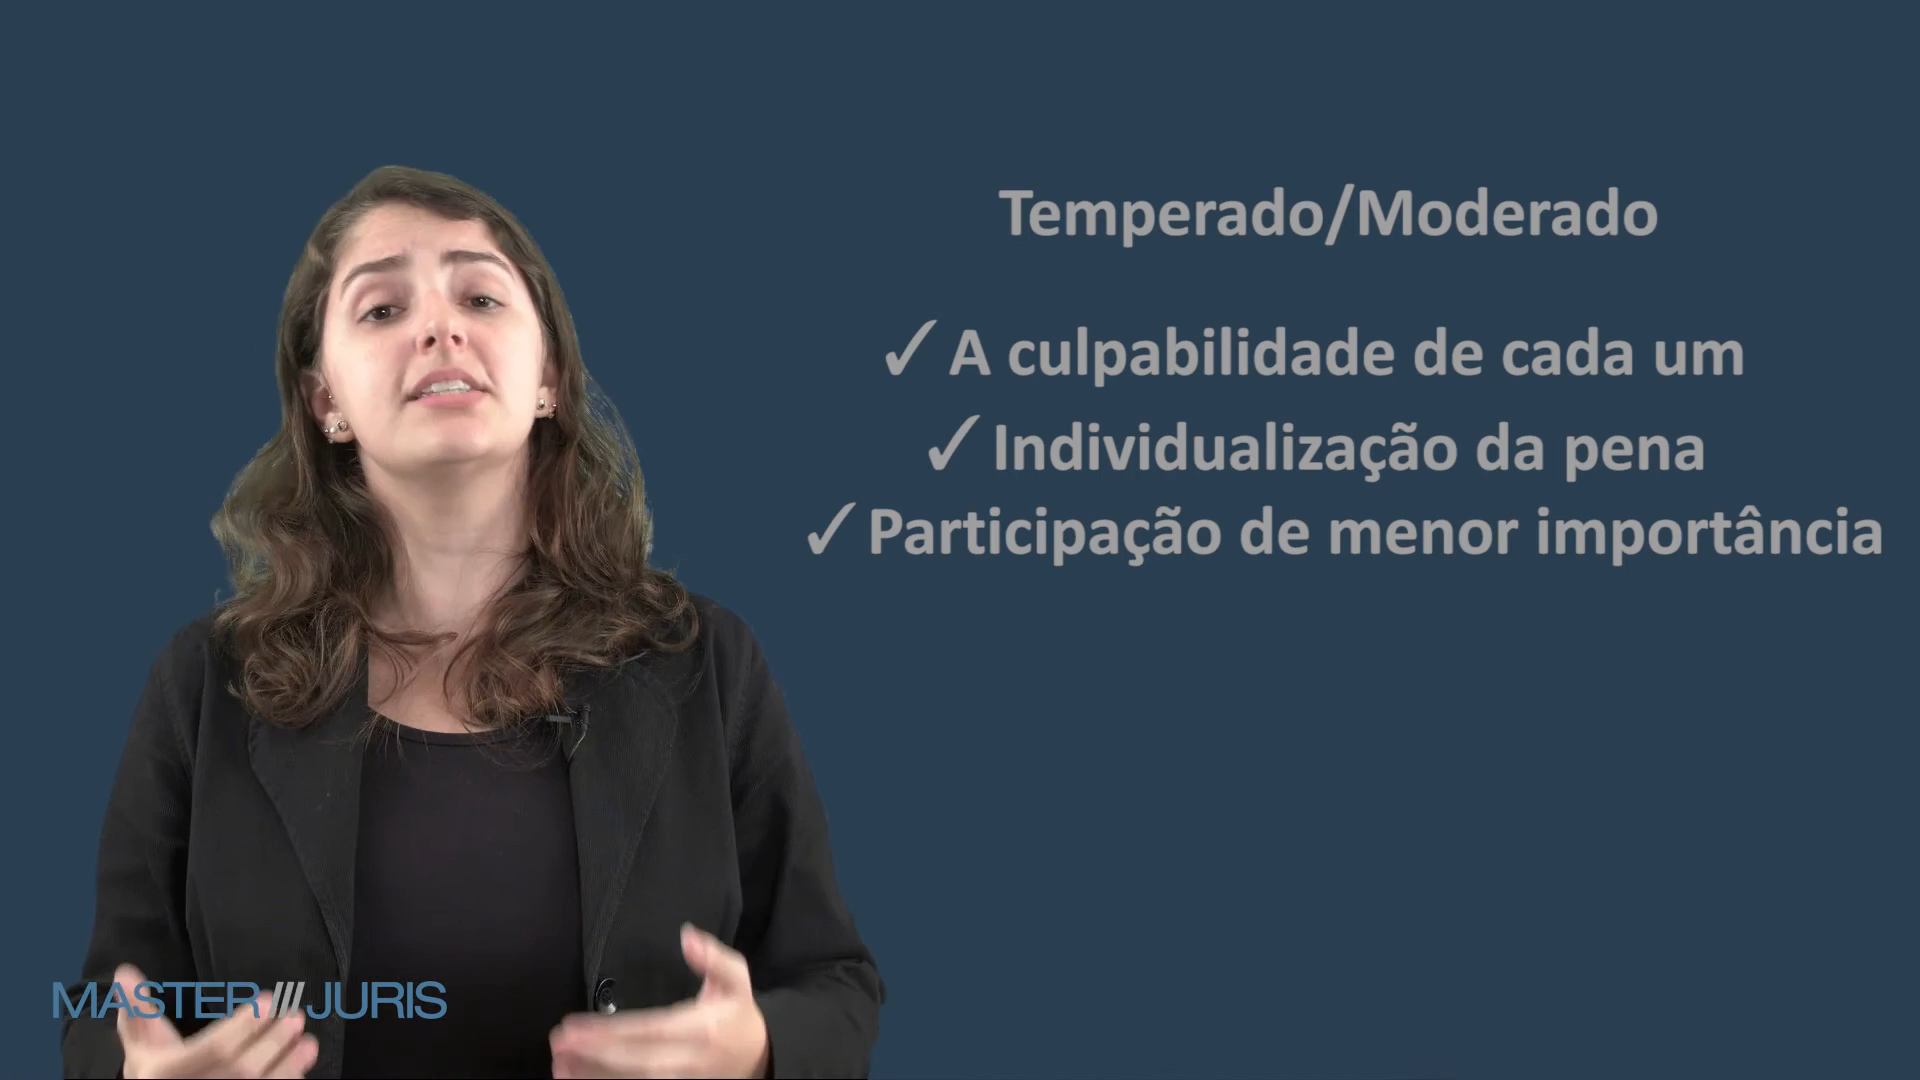 Temperado/Moderado
✓ A culpabilidade de cada um
✓ Individualização da pena
✓ Participação de menor importância
MASTER///JURIS